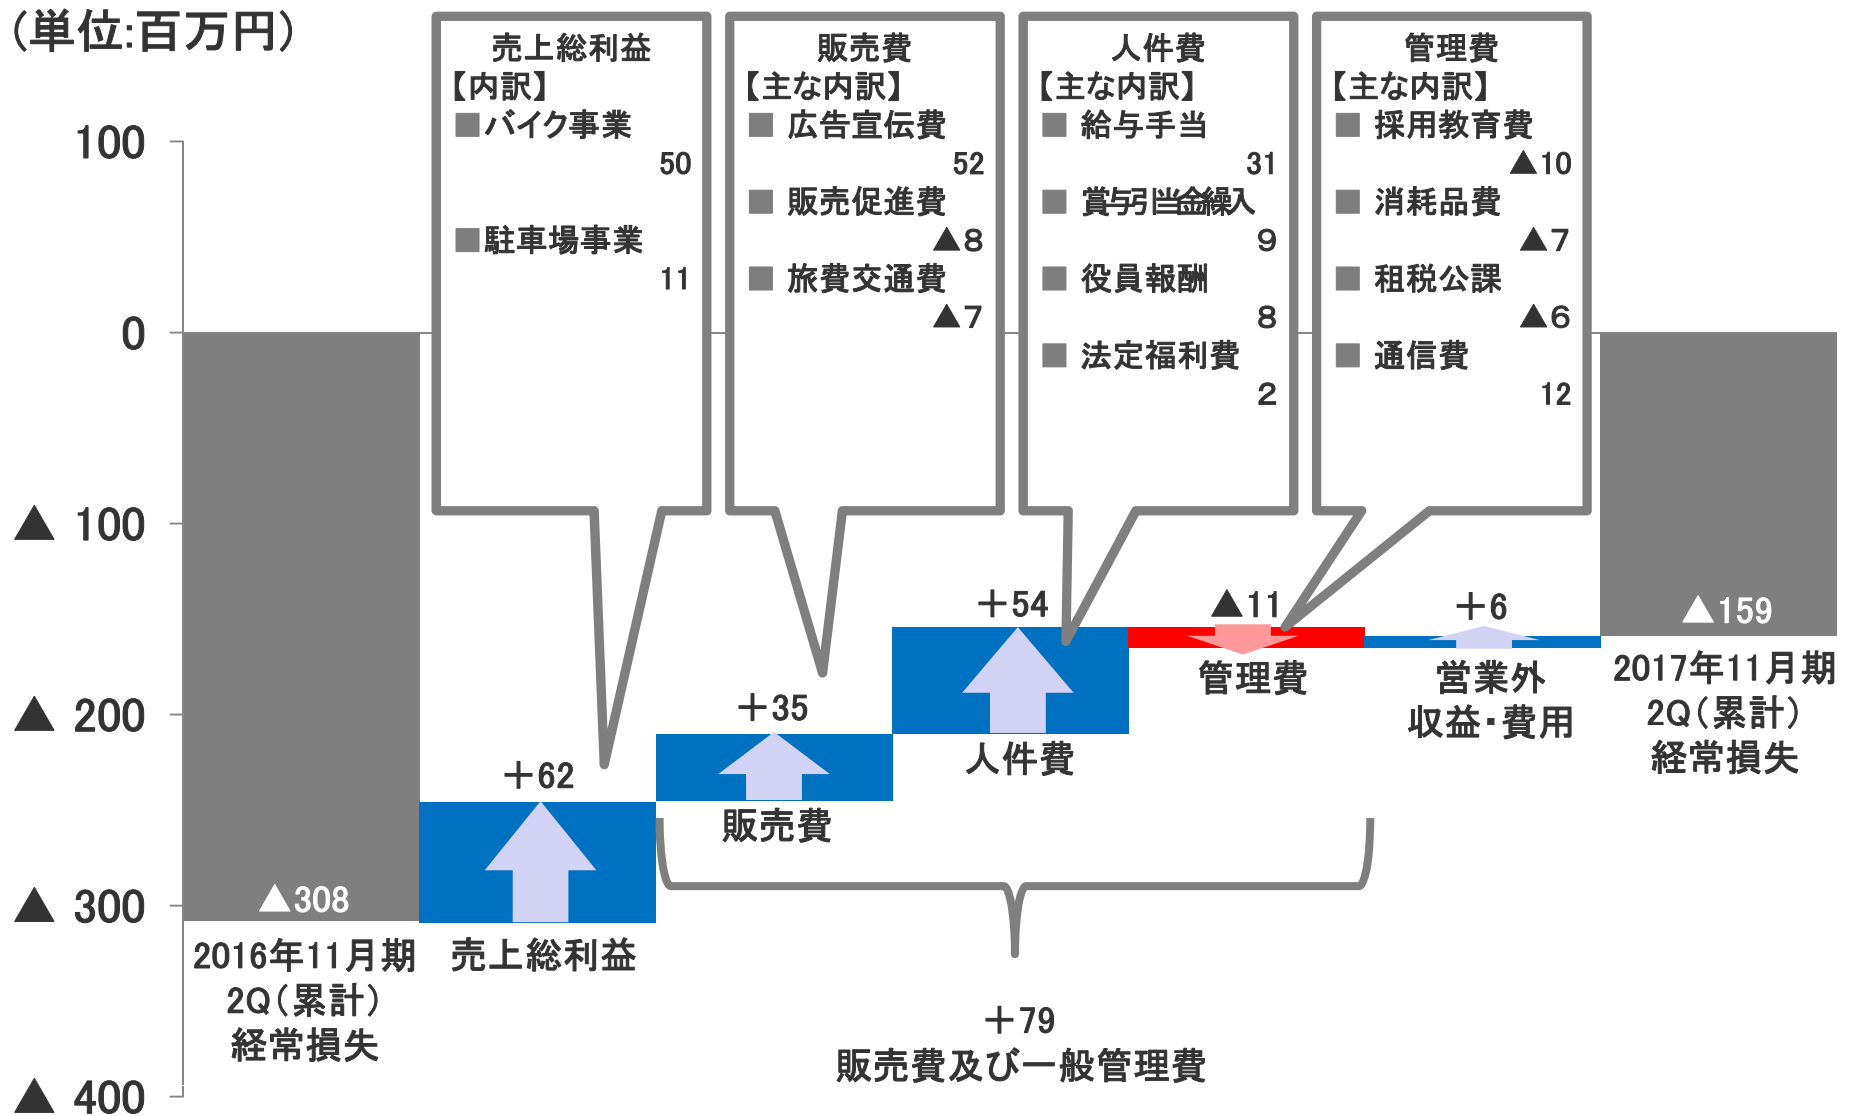 (単位:百万円)
100
0
▲ 100
▲ 200
▲ 300
▲ 400
売上総利益
【内訳】
■バイク事業
50
■駐車場事業
11
販売費
【主な内訳】
■ 広告宣伝費
52
■ 販売促進費
▲8
■ 旅費交通費
▲7
人件費
【主な内訳】
■ 給与手当
31
■ 賞与引当金繰入
9
■ 役員報酬
8
■ 法定福利費
2
管理費
【主な内訳】
■ 採用教育費
▲10
■ 消耗品費
▲7
■ 租税公課
▲6
■ 通信費
12
△308
2016年11月期
2Q(累計)
経常損失
+62
売上総利益
+35
販売費
+54
人件費
▲11
管理費
+6
営業外
収益・費用
△159
2017年11月期
2Q(累計)
経常損失
+79
販売費及び一般管理費